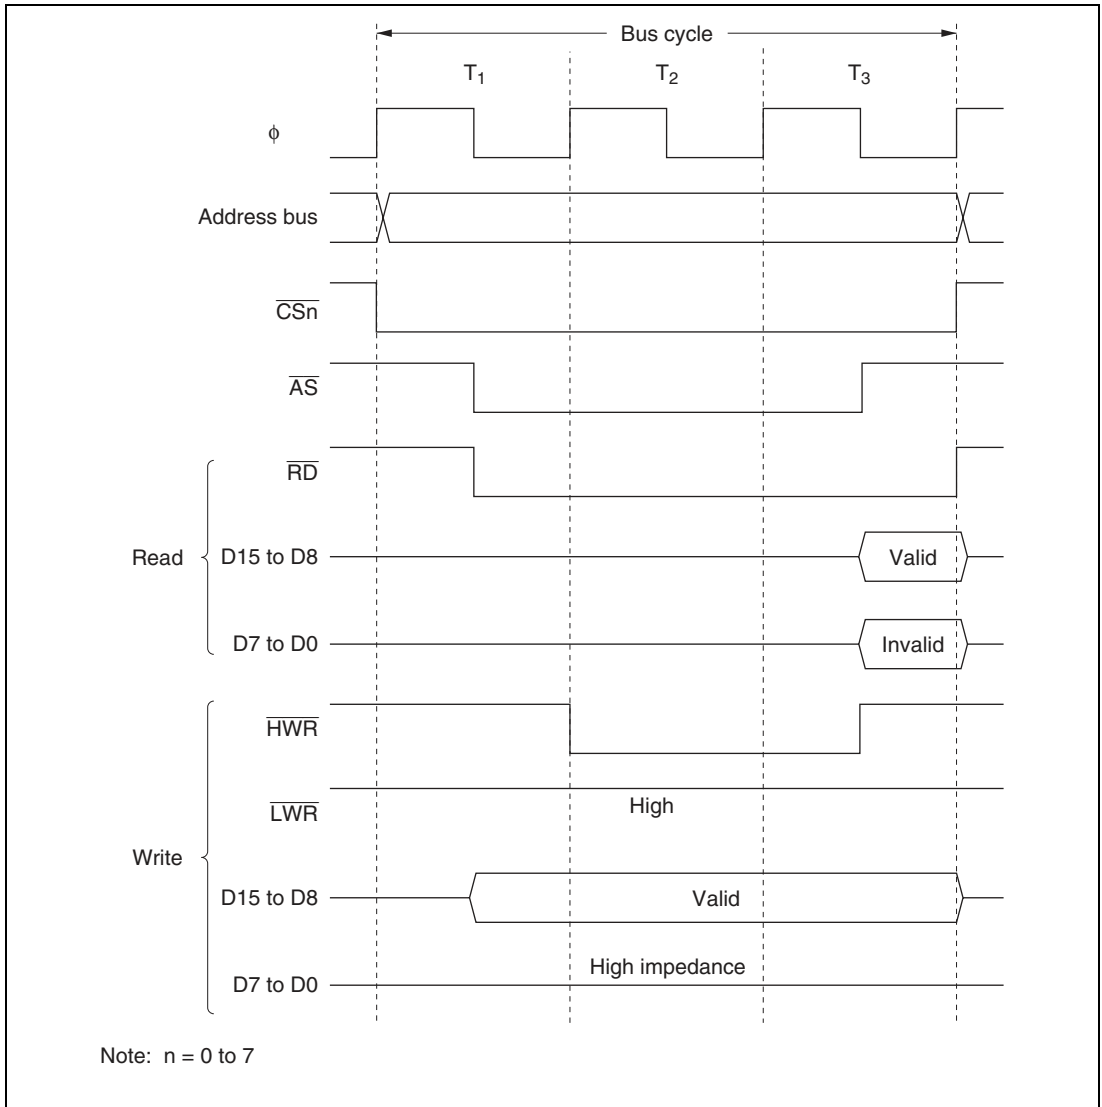 Bus cycle
T1 T2 T3
ϕ
Address bus
CSn
AS
RD
Read
D15 to D8 Valid
D7 to D0 Invalid
HWR
LWR High
Write
D15 to D8 Valid
D7 to D0 High impedance
Note: n = 0 to 7